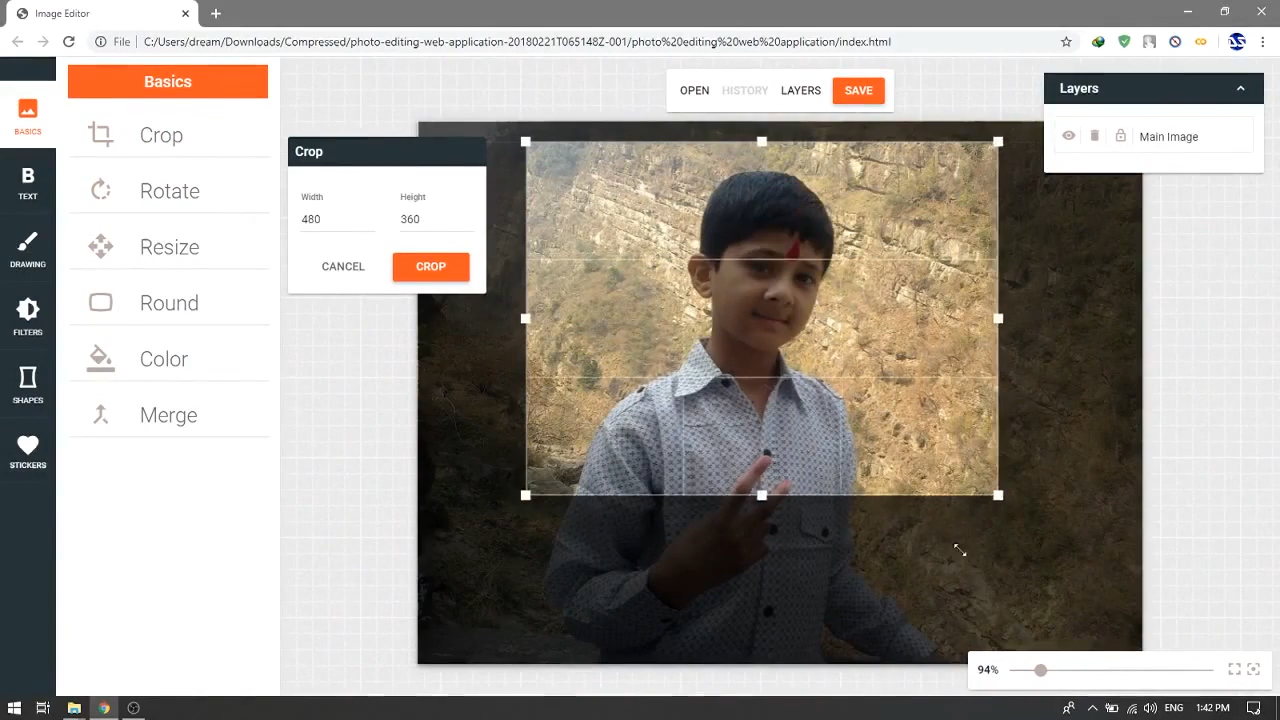 Image Editor
File
C:/Users/dream/Downloads/Compressed/photo-editing-web-application-20180221T065148Z-001/photo%20editing%20web%20application/index.html
BASICS
TEXT
DRAWING
FILTERS
SHAPES
STICKERS
Basics
Crop
Rotate
Resize
Round
Color
Merge
OPEN HISTORY LAYERS SAVE
Crop
Width Height
480 360
CANCEL CROP
Layers
Main Image
94%
ENG 1:42 PM